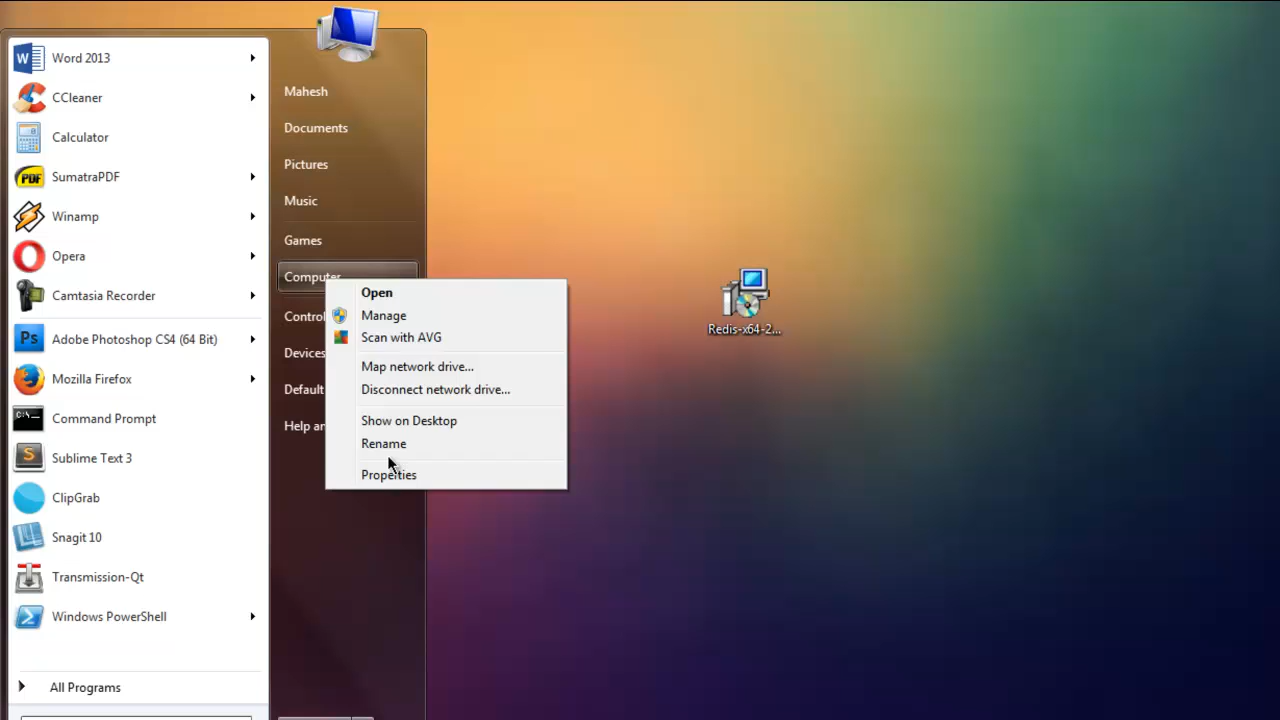 Word 2013
CCleaner
Calculator
SumatraPDF
Winamp
Opera
Camtasia Recorder
Adobe Photoshop CS4 (64 Bit)
Mozilla Firefox
Command Prompt
Sublime Text 3
ClipGrab
Snagit 10
Transmission-Qt
Windows PowerShell
All Programs
Mahesh
Documents
Pictures
Music
Games
Computer
Control
Devices
Default
Help an
Open
Manage
Scan with AVG
Map network drive...
Disconnect network drive...
Show on Desktop
Rename
Properties
Redis-x64-2...